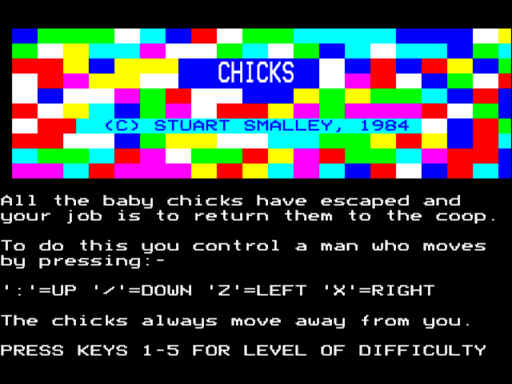 CHICKS
(C) STUART SMALLEY, 1984
All the baby chicks have escaped and
your job is to return them to the coop.
To do this you control a man who moves
by pressing:-
':'=UP '/'=DOWN 'Z'=LEFT 'X'=RIGHT
The chicks always move away from you.
PRESS KEYS 1-5 FOR LEVEL OF DIFFICULTY